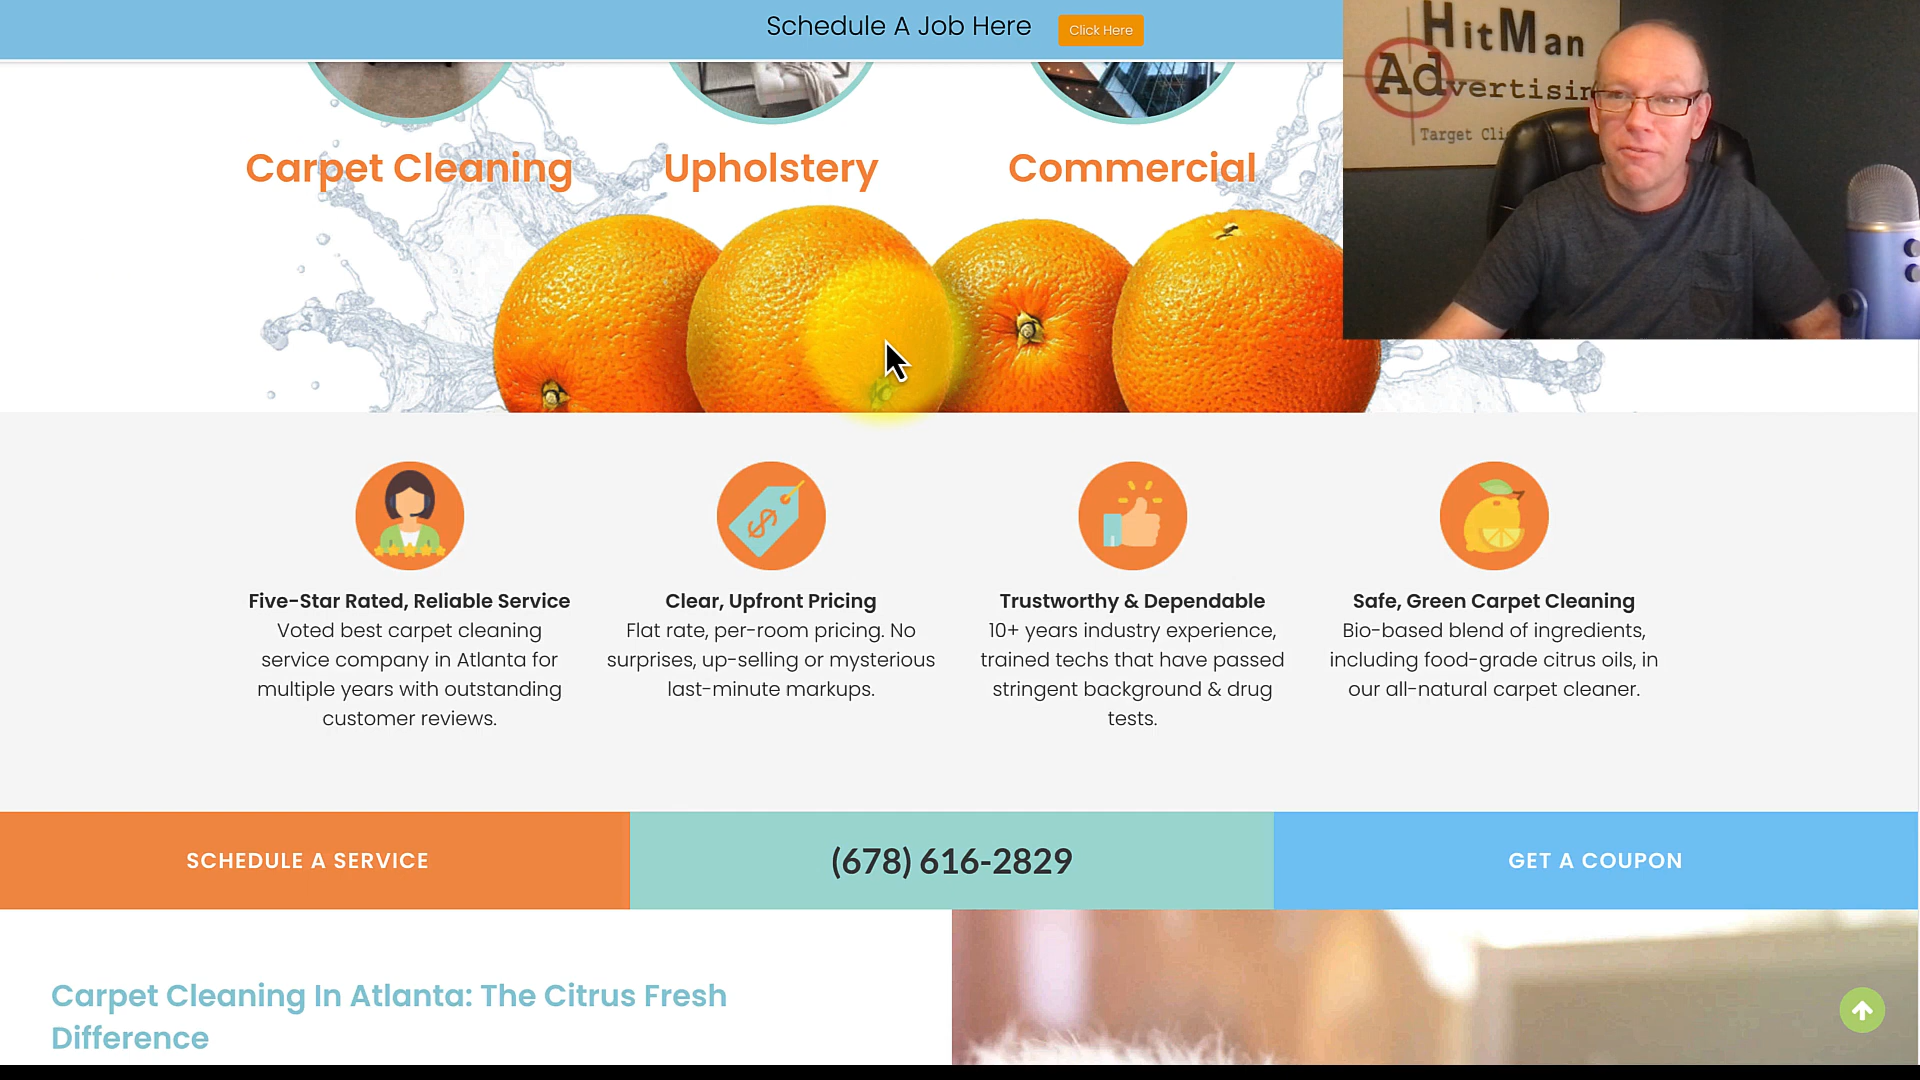 Schedule A Job Here
Click Here
HitMan
Advertisin
Target Cli
Carpet Cleaning
Upholstery
Commercial
Five-Star Rated, Reliable Service
Voted best carpet cleaning
service company in Atlanta for
multiple years with outstanding
customer reviews.
Clear, Upfront Pricing
Flat rate, per-room pricing. No
surprises, up-selling or mysterious
last-minute markups.
Trustworthy & Dependable
10+ years industry experience,
trained techs that have passed
stringent background & drug
tests.
Safe, Green Carpet Cleaning
Bio-based blend of ingredients,
including food-grade citrus oils, in
our all-natural carpet cleaner.
SCHEDULE A SERVICE
(678) 616-2829
GET A COUPON
Carpet Cleaning In Atlanta: The Citrus Fresh
Difference